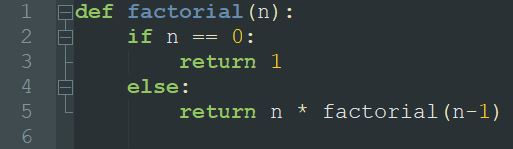 1 def factorial(n):
2     if n == 0:
3         return 1
4     else:
5         return n * factorial(n-1)
6